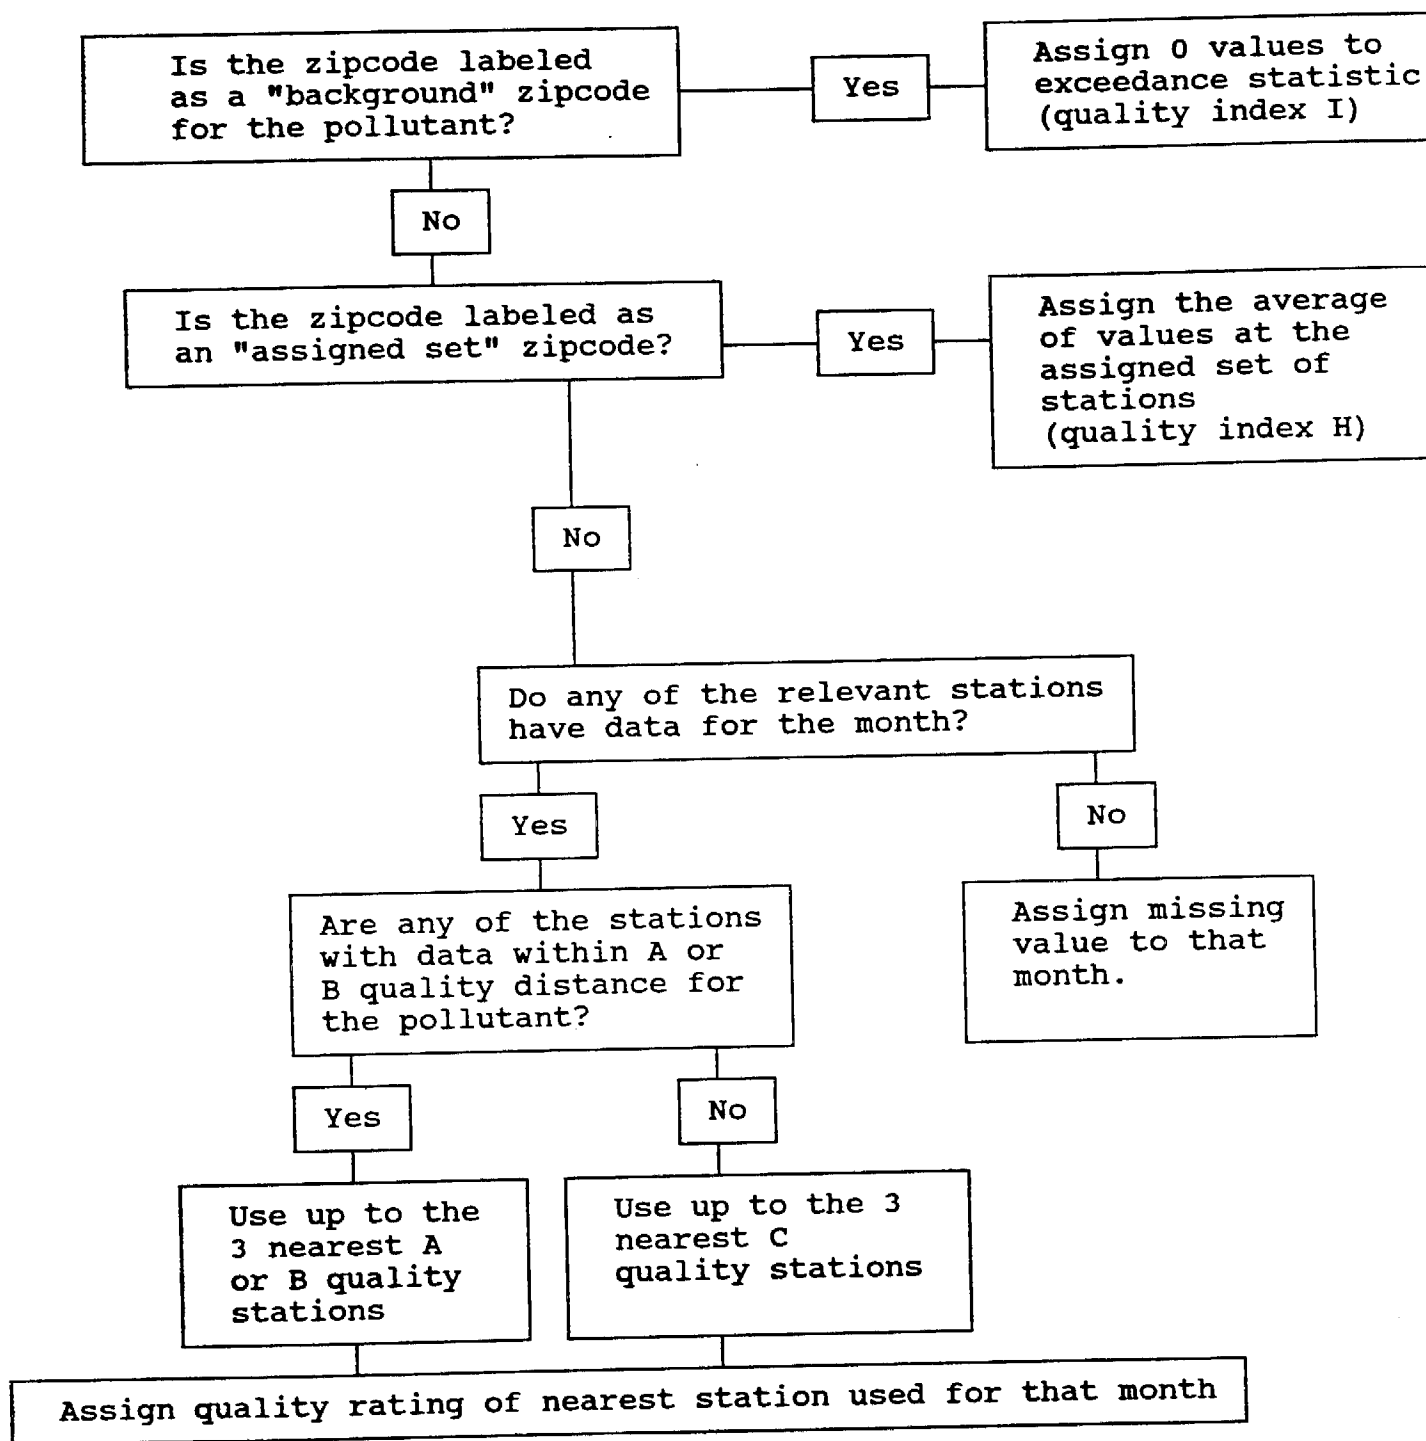 Is the zipcode labeled
as a "background" zipcode
for the pollutant?
Yes
Assign 0 values to
exceedance statistic
(quality index I)
No
Is the zipcode labeled as
an "assigned set" zipcode?
Yes
Assign the average
of values at the
assigned set of
stations
(quality index H)
No
Do any of the relevant stations
have data for the month?
Yes
No
Are any of the stations
with data within A or
B quality distance for
the pollutant?
Assign missing
value to that
month.
Yes
No
Use up to the
3 nearest A
or B quality
stations
Use up to the 3
nearest C
quality stations
Assign quality rating of nearest station used for that month